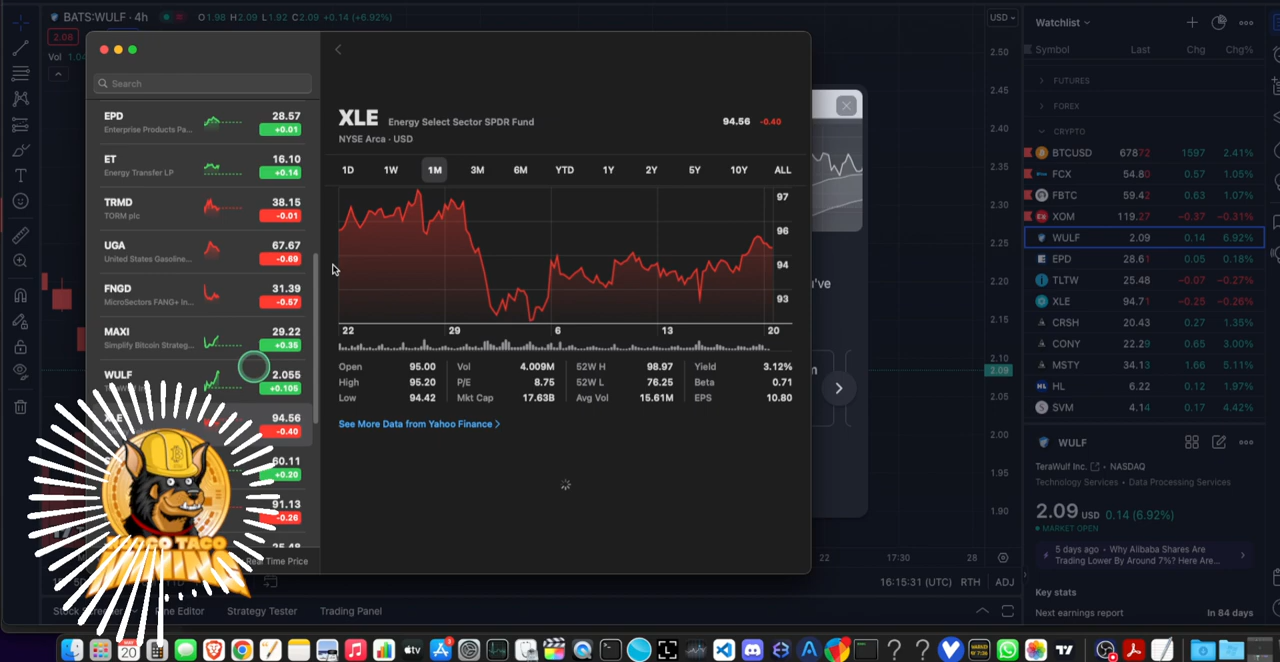 BATS:WULF · 4h
O1.98 H2.09 L1.92 C2.09 +0.14 (+6.92%)
2.08
Vol
Search
EPD
28.57
Enterprise Products Pa...
+0.01
ET
16.10
Energy Transfer LP
+0.14
TRMD
38.15
TORM plc
-0.01
UGA
67.67
United States Gasoline...
-0.69
FNGD
31.39
MicroSectors FANG+ In...
-0.57
MAXI
29.22
Simplify Bitcoin Strateg...
+0.35
WULF
2.055
+0.105
94.56
-0.40
60.11
+0.20
91.13
-0.26
Real Time Price
XLE Energy Select Sector SPDR Fund
94.56 -0.40
NYSE Arca · USD
1D 1W 1M 3M 6M YTD 1Y 2Y 5Y 10Y ALL
97
96
94
93
22 29 6 13 20
Open 95.00 Vol 4.009M 52W H 98.97 Yield 3.12%
High 95.20 P/E 8.75 52W L 76.25 Beta 0.71
Low 94.42 Mkt Cap 17.63B Avg Vol 15.61M EPS 10.80
See More Data from Yahoo Finance
've
USD
2.50
2.45
2.40
2.35
2.30
2.25
2.20
2.15
2.10
2.09
2.05
2.00
1.95
1.90
22 17:30 28
16:15:31 (UTC) RTH ADJ
Strategy Tester
Trading Panel
Watchlist
Symbol Last Chg Chg%
FUTURES
FOREX
CRYPTO
BTCUSD 67872 1597 2.41%
FCX 54.80 0.57 1.05%
FBTC 59.42 0.63 1.07%
XOM 119.27 −0.37 −0.31%
WULF 2.09 0.14 6.92%
EPD 28.61 0.05 0.18%
TLTW 25.48 −0.07 −0.27%
XLE 94.71 −0.25 −0.26%
CRSH 20.43 0.27 1.35%
CONY 22.29 0.65 3.00%
MSTY 34.13 1.66 5.11%
HL 6.22 0.12 1.97%
SVM 4.14 0.17 4.42%
WULF
TeraWulf Inc. · NASDAQ
Technology Services · Data Processing Services
2.09 USD 0.14 (6.92%)
MARKET OPEN
5 days ago · Why Alibaba Shares Are
Trading Lower By Around 7%? Here Are...
Key stats
Next earnings report In 84 days
20